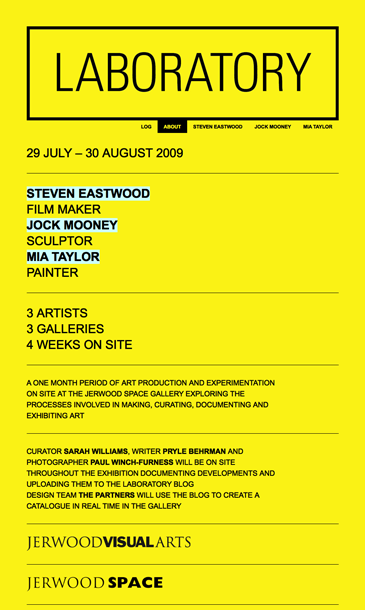 LABORATORY
LOG ABOUT STEVEN EASTWOOD JOCK MOONEY MIA TAYLOR
29 JULY – 30 AUGUST 2009
STEVEN EASTWOOD
FILM MAKER
JOCK MOONEY
SCULPTOR
MIA TAYLOR
PAINTER
3 ARTISTS
3 GALLERIES
4 WEEKS ON SITE
A ONE MONTH PERIOD OF ART PRODUCTION AND EXPERIMENTATION
ON SITE AT THE JERWOOD SPACE GALLERY EXPLORING THE
PROCESSES INVOLVED IN MAKING, CURATING, DOCUMENTING AND
EXHIBITING ART
CURATOR SARAH WILLIAMS, WRITER PRYLE BEHRMAN AND
PHOTOGRAPHER PAUL WINCH-FURNESS WILL BE ON SITE
THROUGHOUT THE EXHIBITION DOCUMENTING DEVELOPMENTS AND
UPLOADING THEM TO THE LABORATORY BLOG
DESIGN TEAM THE PARTNERS WILL USE THE BLOG TO CREATE A
CATALOGUE IN REAL TIME IN THE GALLERY
JERWOODVISUALARTS
JERWOOD SPACE